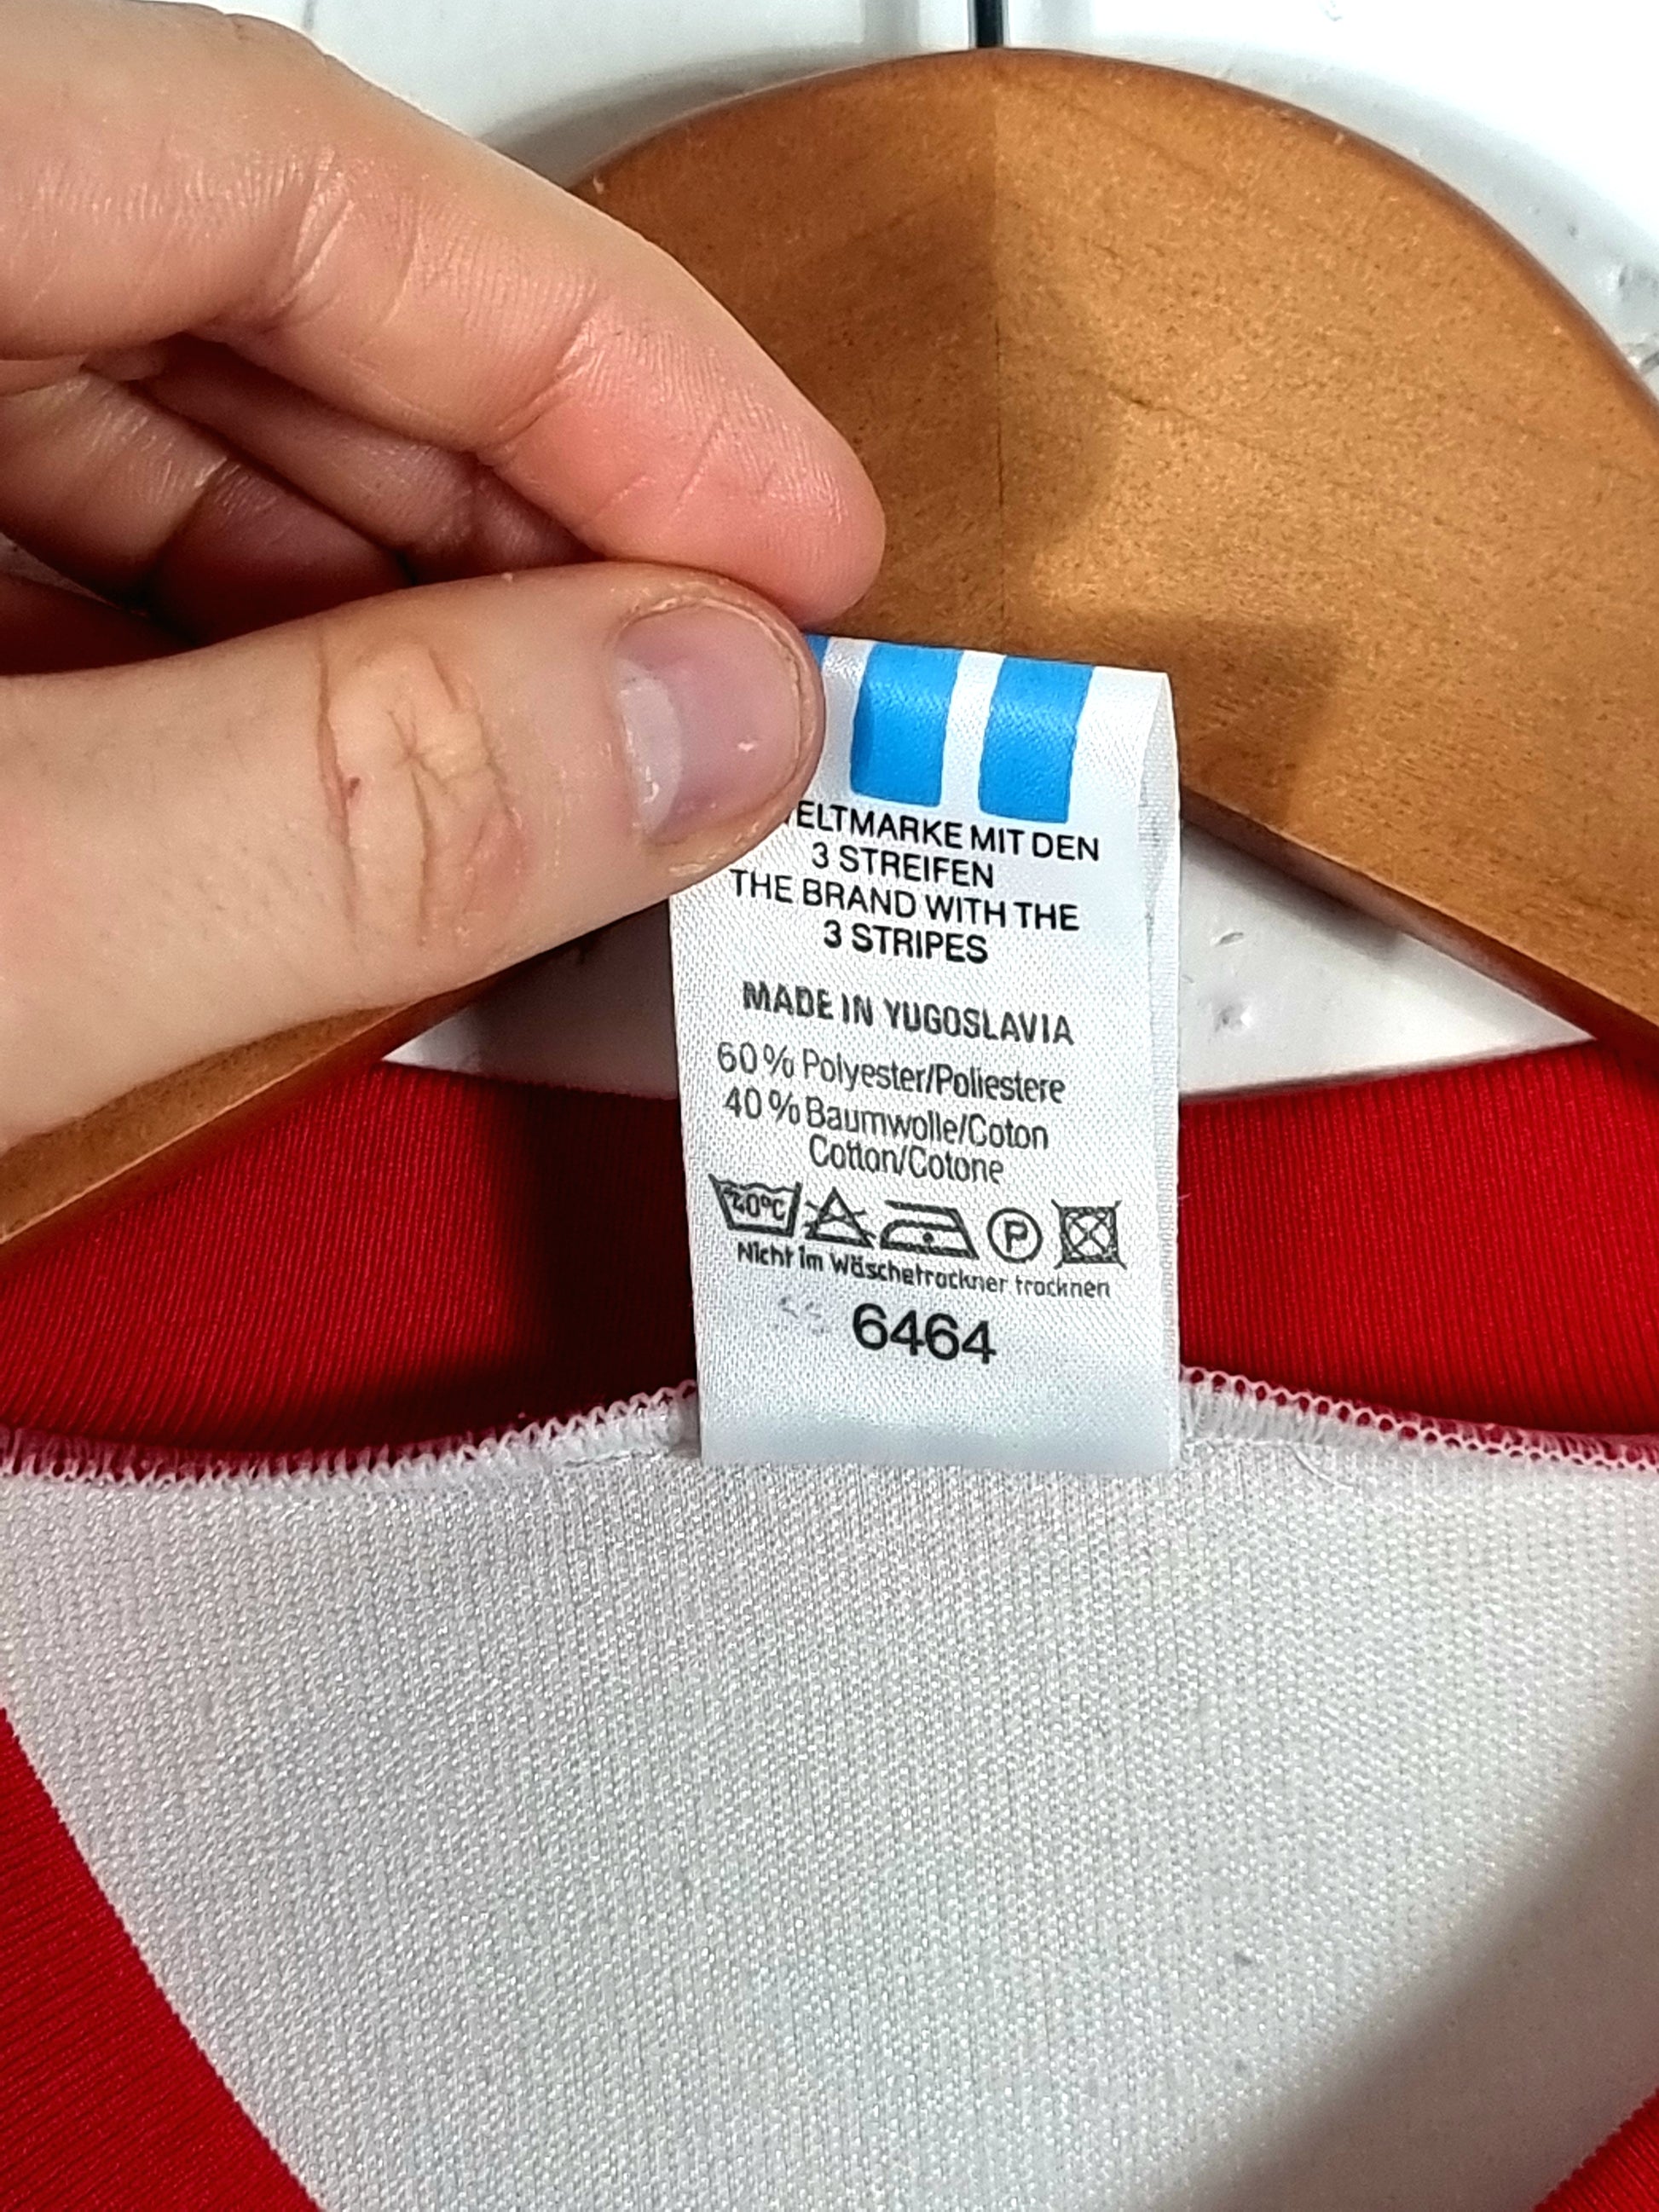 MIT DEN
3 STREIFEN
THE BRAND WITH THE
3 STRIPES
MADE IN YUGOSLAVIA
60% Polyester/Poliestere
40% Baumwolle/Coton
Cotton/Cotone
40°C P
Nicht im Wäschetrockner trocknen
6464